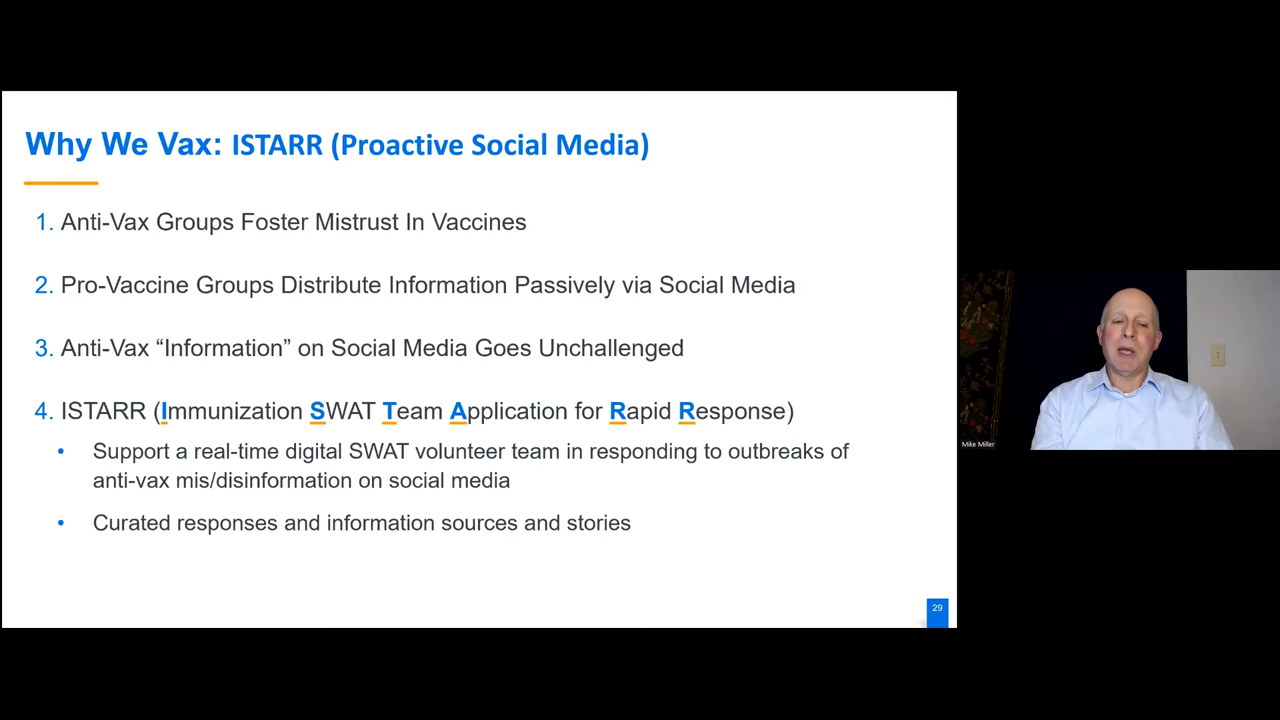 Why We Vax: ISTARR (Proactive Social Media)
1. Anti-Vax Groups Foster Mistrust In Vaccines
2. Pro-Vaccine Groups Distribute Information Passively via Social Media
3. Anti-Vax “Information” on Social Media Goes Unchallenged
4. ISTARR (Immunization SWAT Team Application for Rapid Response)
• Support a real-time digital SWAT volunteer team in responding to outbreaks of
anti-vax mis/disinformation on social media
• Curated responses and information sources and stories
29
Mike Miller